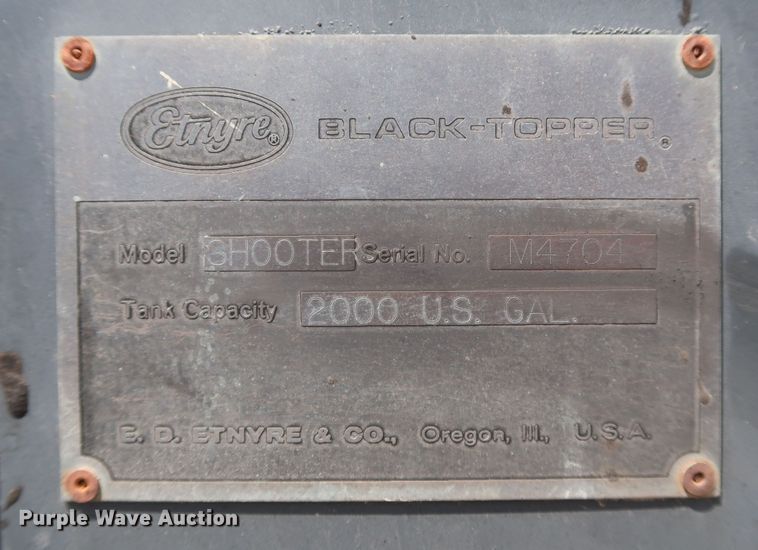 Etnyre® BLACK-TOPPER®
Model SHOOTER Serial No. M4704
Tank Capacity 2000 U.S. GAL.
E. D. ETNYRE & CO., Oregon, Ill., U.S.A.
Purple Wave Auction